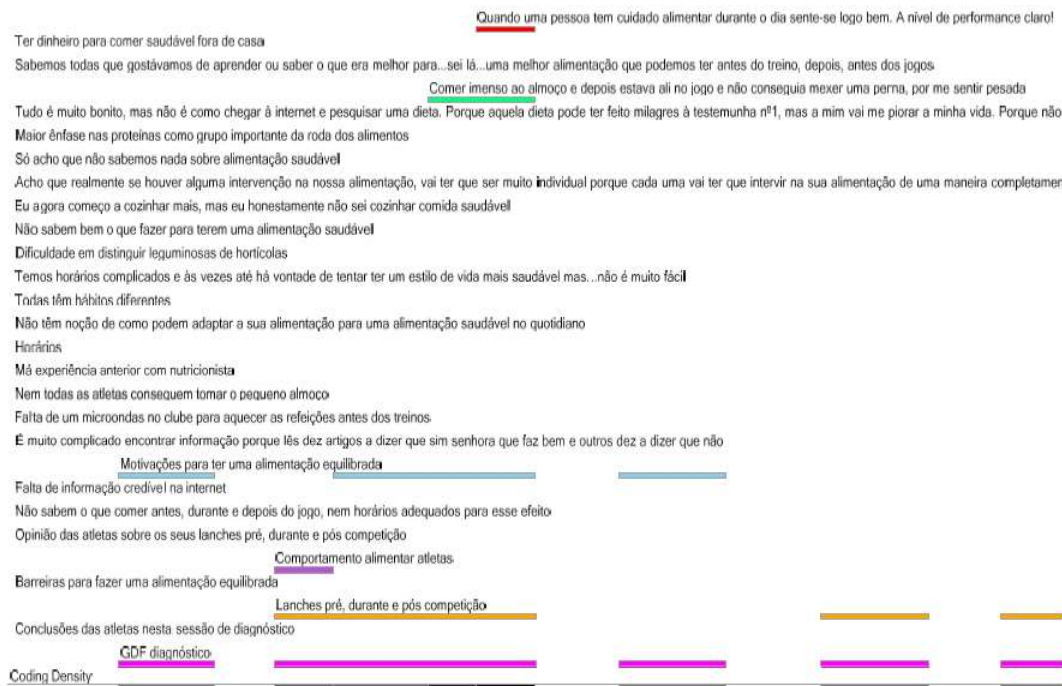 Quando uma pessoa tem cuidado alimentar durante o dia sente-se logo bem. A nível de performance claro!
Ter dinheiro para comer saudável fora de casa
Sabemos todas que gostávamos de aprender ou saber o que era melhor para...sei lá...uma melhor alimentação que podemos ter antes do treino, depois, antes dos jogos
Comer imenso ao almoço e depois estava ali no jogo e não conseguia mexer uma perna, por me sentir pesada
Tudo é muito bonito, mas não é como chegar à internet e pesquisar uma dieta. Porque aquela dieta pode ter feito milagres à testemunha nº1, mas a mim vai me piorar a minha vida. Porque não
Maior ênfase nas proteínas como grupo importante da roda dos alimentos
Só acho que não sabemos nada sobre alimentação saudável
Acho que realmente se houver alguma intervenção na nossa alimentação, vai ter que ser muito individual porque cada uma vai ter que intervir na sua alimentação de uma maneira completamen
Eu agora começo a cozinhar mais, mas eu honestamente não sei cozinhar comida saudável
Não sabem bem o que fazer para terem uma alimentação saudável
Dificuldade em distinguir leguminosas de hortícolas
Temos horários complicados e às vezes até há vontade de tentar ter um estilo de vida mais saudável mas...não é muito fácil
Todas têm hábitos diferentes
Não têm noção de como podem adaptar a sua alimentação para uma alimentação saudável no quotidiano
Horários
Má experiência anterior com nutricionista
Nem todas as atletas conseguem tomar o pequeno almoço
Falta de um microondas no clube para aquecer as refeições antes dos treinos
É muito complicado encontrar informação porque lês dez artigos a dizer que sim senhora que faz bem e outros dez a dizer que não
Motivações para ter uma alimentação equilibrada
Falta de informação credível na internet
Não sabem o que comer antes, durante e depois do jogo, nem horários adequados para esse efeito
Opinião das atletas sobre os seus lanches pré, durante e pós competição
Comportamento alimentar atletas
Barreiras para fazer uma alimentação equilibrada
Lanches pré, durante e pós competição
Conclusões das atletas nesta sessão de diagnóstico
GDF diagnóstico
Coding Density